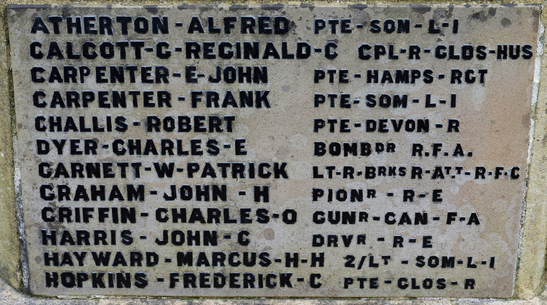 ATHERTON-ALFRED PTE-SOM-L-I
CALCOTT-G-REGINALD-C CPL-R-GLOS-HUS
CARPENTER-E-JOHN PTE-HAMPS-RGT
CARPENTER-FRANK PTE-SOM-L-I
CHALLIS-ROBERT PTE-DEVON-R
DYER-CHARLES-E BOMBDR R.F.A.
GARNETT-W-PATRICK LT-R-BRKS R-ATT-R-F-C
GRAHAM-JOHN-H PIONR-R-E
GRIFFIN-CHARLES-O GUNR-CAN-F-A
HARRIS-JOHN-C DRVR-R-E
HAYWARD-MARCUS-H-H 2/LT-SOM-L-I
HOPKINS-FREDERICK-C PTE-GLOS-R